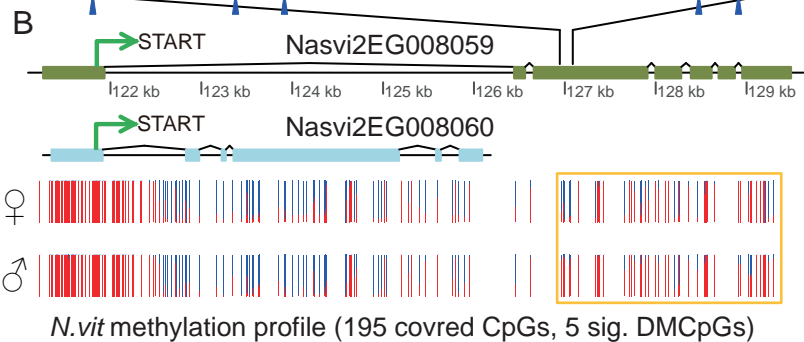 B
START Nasvi2EG008059
122 kb 123 kb 124 kb 125 kb 126 kb 127 kb 128 kb 129 kb
START Nasvi2EG008060
♀
♂
N.vit methylation profile (195 covred CpGs, 5 sig. DMCpGs)